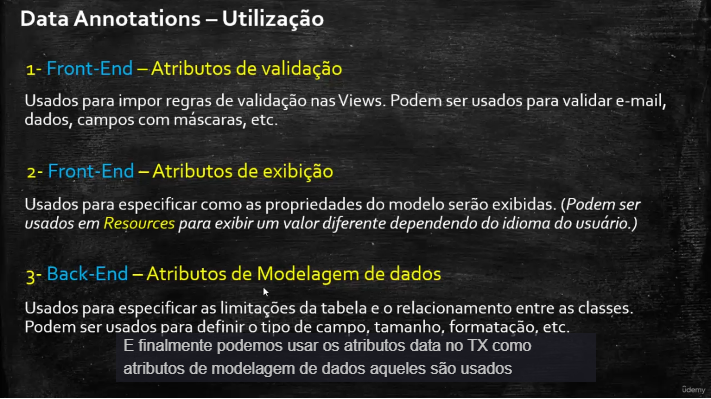 Data Annotations – Utilização
1- Front-End – Atributos de validação
Usados para impor regras de validação nas Views. Podem ser usados para validar e-mail,
dados, campos com máscaras, etc.
2- Front-End – Atributos de exibição
Usados para especificar como as propriedades do modelo serão exibidas. (Podem ser
usados em Resources para exibir um valor diferente dependendo do idioma do usuário.)
3- Back-End – Atributos de Modelagem de dados
Usados para especificar as limitações da tabela e o relacionamento entre as classes.
Podem ser usados para definir o tipo de campo, tamanho, formatação, etc.
E finalmente podemos usar os atributos data no TX como
atributos de modelagem de dados aqueles são usados
ûdemy